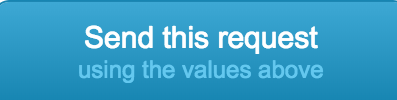 Send this request
using the values above